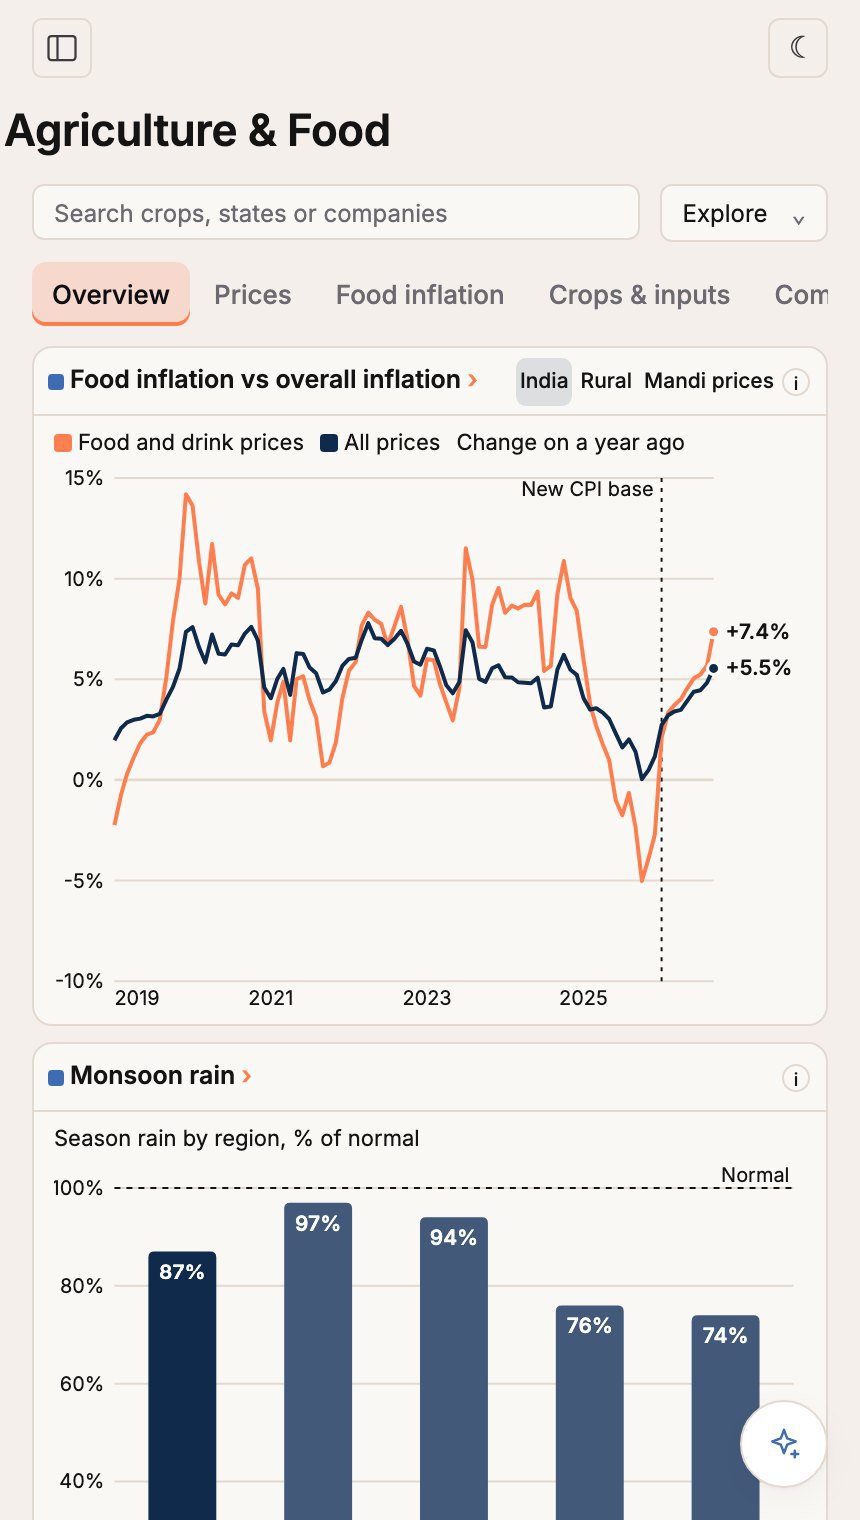 Agriculture & Food
Search crops, states or companies
Explore
Overview Prices Food inflation Crops & inputs Com
Food inflation vs overall inflation › India Rural Mandi prices i
Food and drink prices All prices Change on a year ago
15%
New CPI base
10%
+7.4%
+5.5%
5%
0%
-5%
-10%
2019 2021 2023 2025
Monsoon rain › i
Season rain by region, % of normal
Normal
100%
97%
94%
87%
80%
76%
74%
60%
40%